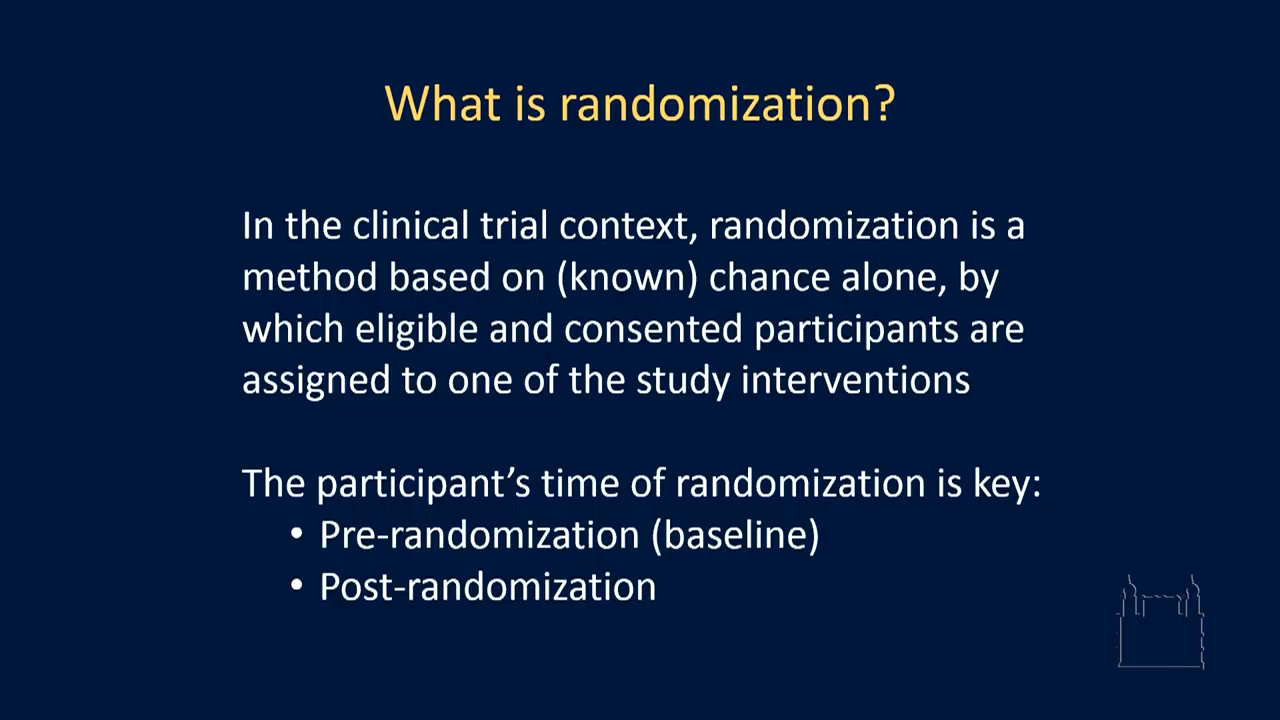 What is randomization?
In the clinical trial context, randomization is a
method based on (known) chance alone, by
which eligible and consented participants are
assigned to one of the study interventions
The participant’s time of randomization is key:
• Pre-randomization (baseline)
• Post-randomization